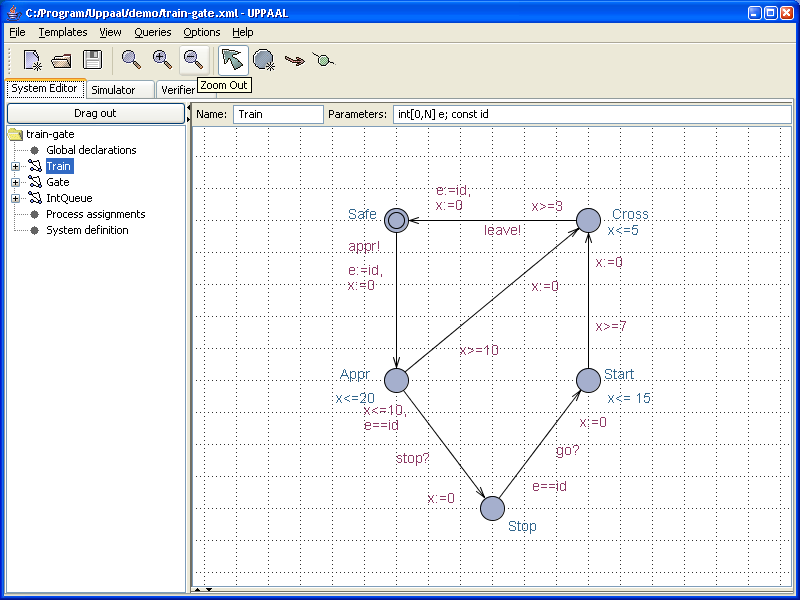 C:/Program/Uppaal/demo/train-gate.xml - UPPAAL
File Templates View Queries Options Help
Zoom Out
System Editor Simulator Verifier
Drag out
Name: Train Parameters: int[0,N] e; const id
train-gate
Global declarations
Train
Gate
IntQueue
Process assignments
System definition
e:=id,
x:=0
x>=3
Safe
Cross
x<=5
leave!
appr!
e:=id,
x:=0
x:=0
x:=0
x>=7
x>=10
Appr
x<=20
Start
x<= 15
x<=10,
e==id
x:=0
stop?
go?
x:=0
e==id
Stop